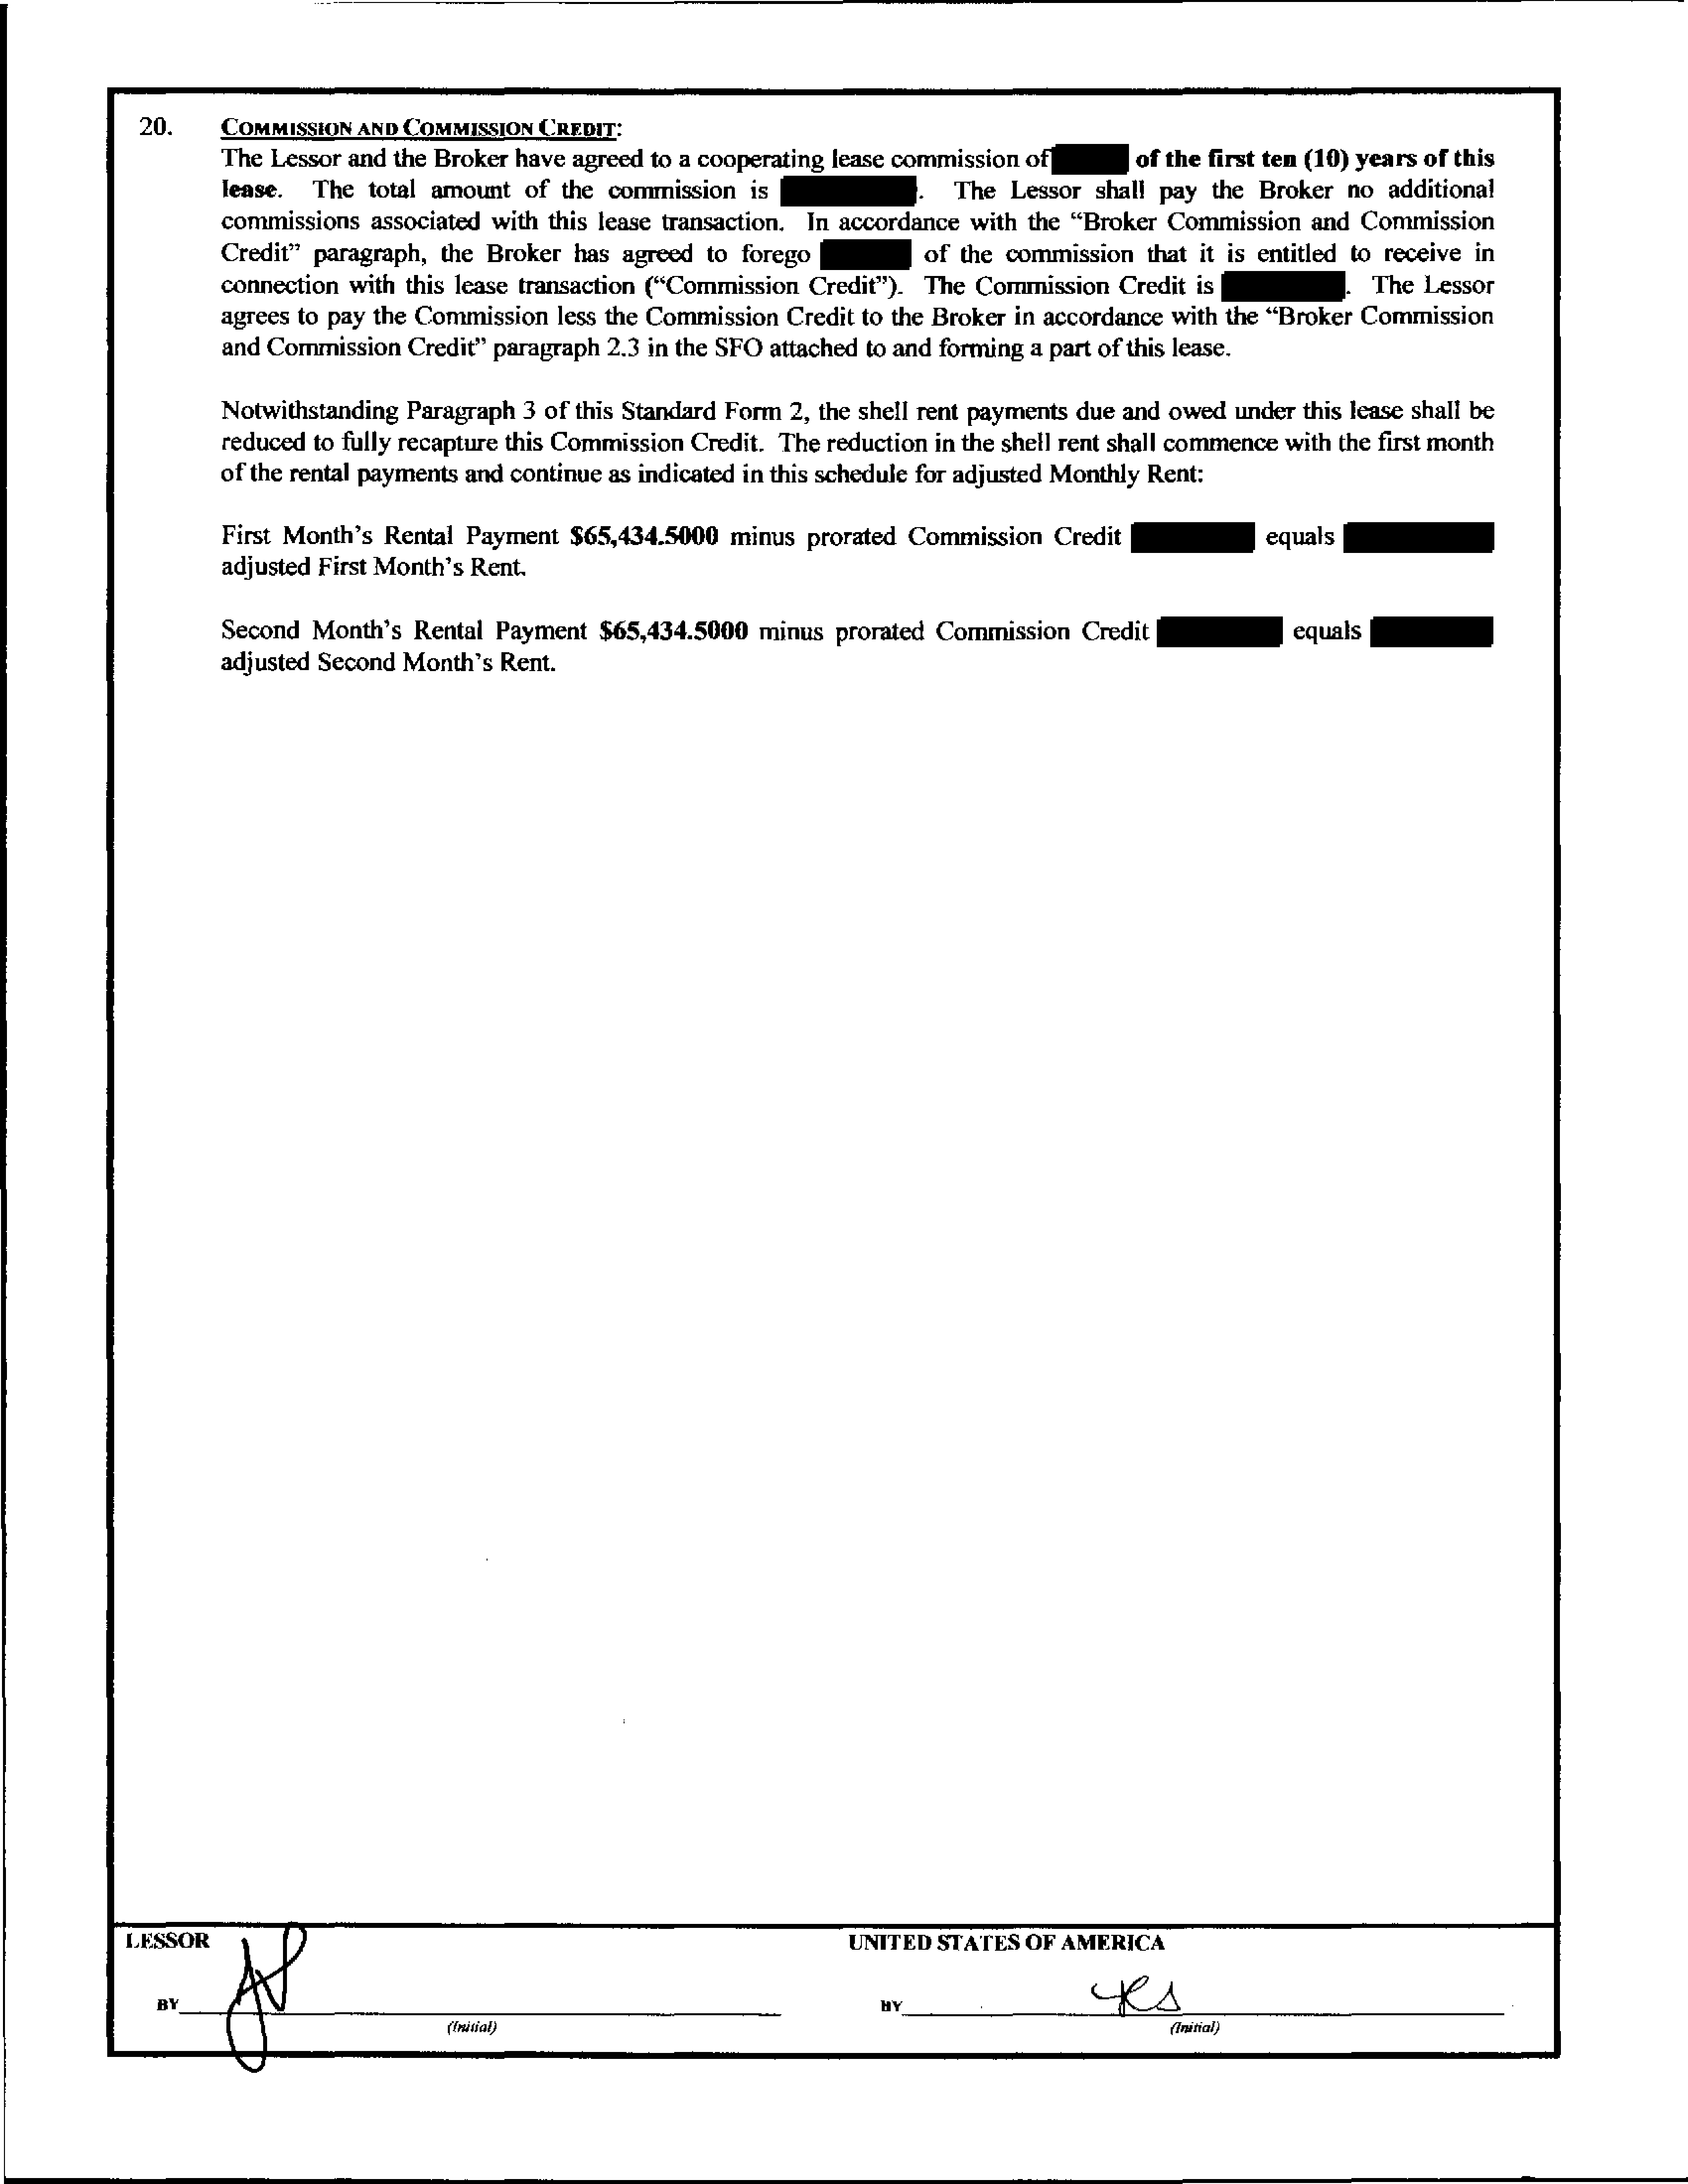 20. COMMISSION AND COMMISSION CREDIT:
The Lessor and the Broker have agreed to a cooperating lease commission of of the first ten (10) years of this
lease. The total amount of the commission is . The Lessor shall pay the Broker no additional
commissions associated with this lease transaction. In accordance with the “Broker Commission and Commission
Credit” paragraph, the Broker has agreed to forego of the commission that it is entitled to receive in
connection with this lease transaction (“Commission Credit”). The Commission Credit is . The Lessor
agrees to pay the Commission less the Commission Credit to the Broker in accordance with the “Broker Commission
and Commission Credit” paragraph 2.3 in the SFO attached to and forming a part of this lease.
Notwithstanding Paragraph 3 of this Standard Form 2, the shell rent payments due and owed under this lease shall be
reduced to fully recapture this Commission Credit. The reduction in the shell rent shall commence with the first month
of the rental payments and continue as indicated in this schedule for adjusted Monthly Rent:
First Month’s Rental Payment $65,434.5000 minus prorated Commission Credit equals
adjusted First Month’s Rent.
Second Month’s Rental Payment $65,434.5000 minus prorated Commission Credit equals
adjusted Second Month’s Rent.
LESSOR UNITED STATES OF AMERICA
BY BY
(Initial) (Initial)